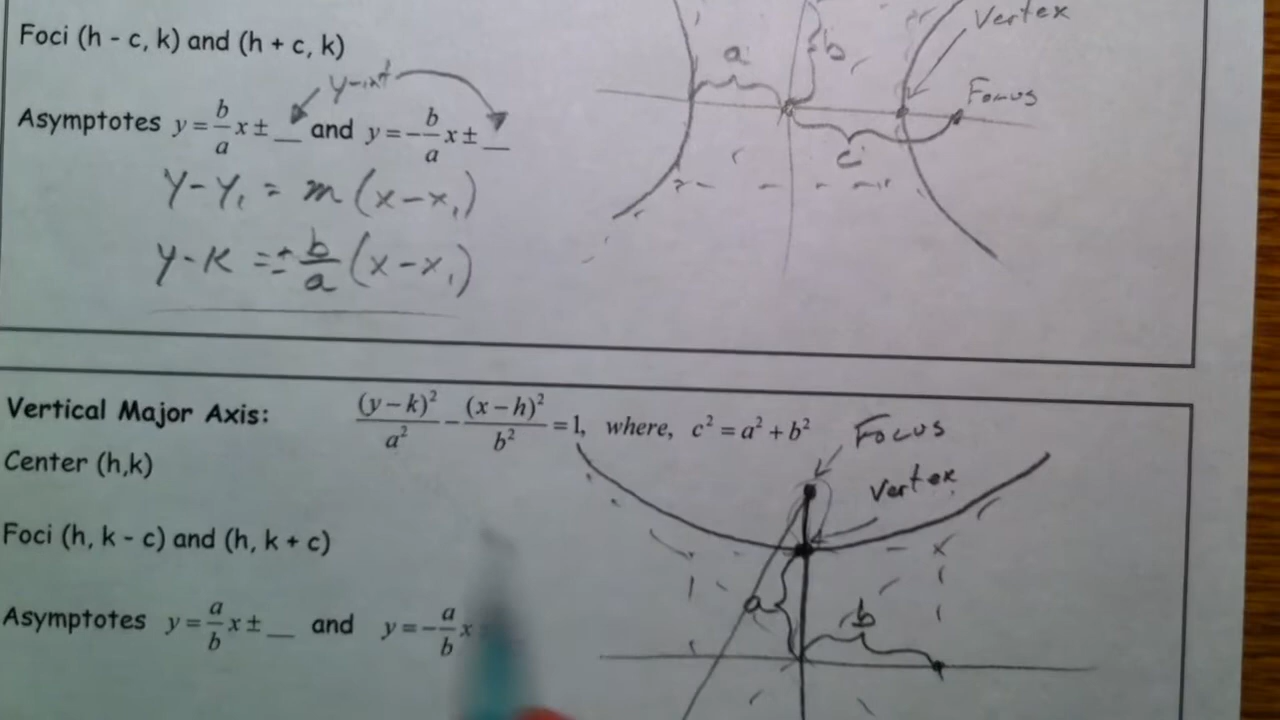 Foci (h - c, k) and (h + c, k)
y-int
Asymptotes y = b/a x ± __ and y = - b/a x ± __
y - y₁ = m(x - x₁)
y - k = ± b/a (x - x₁)
a
b
c
Vertex
Focus
Vertical Major Axis: (y - k)²/a² - (x - h)²/b² = 1, where, c² = a² + b²
Center (h,k)
Foci (h, k - c) and (h, k + c)
Asymptotes y = a/b x ± __ and y = - a/b x
Focus
Vertex
a
b